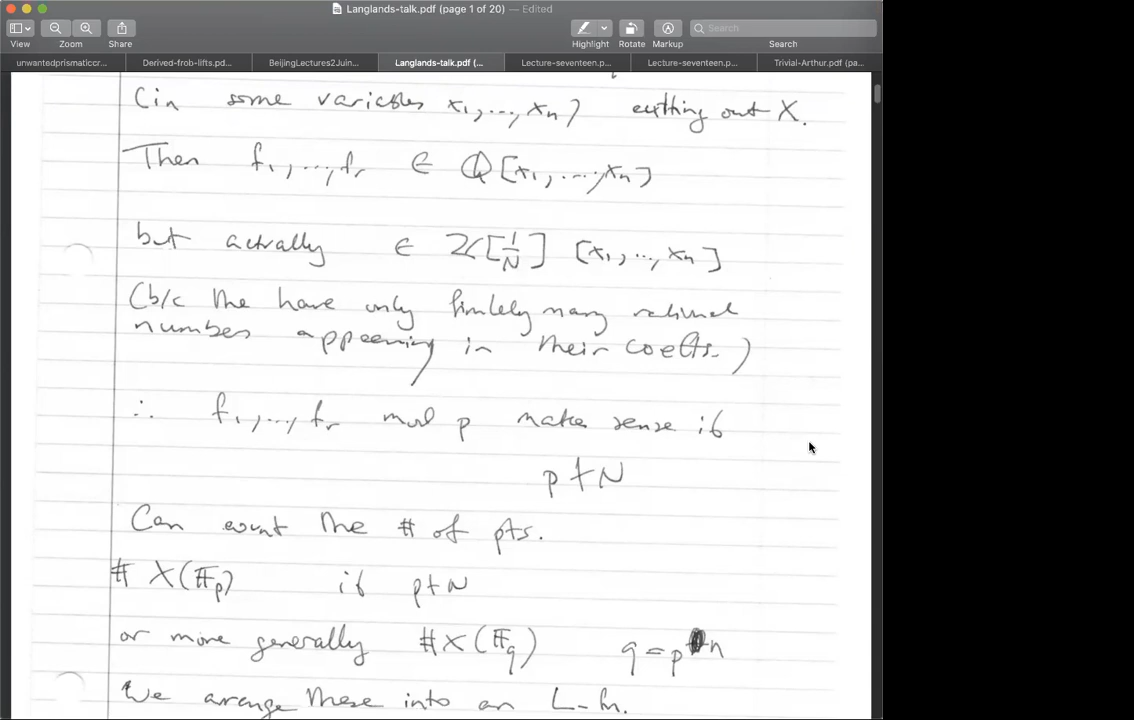 Langlands-talk.pdf (page 1 of 20) — Edited
View
Zoom
Share
Highlight
Rotate
Markup
Search
Search
unwantedprismaticcr...
Derived-frob-lifts.pd...
BeijingLectures2Juin...
Langlands-talk.pdf (...
Lecture-seventeen.p...
Lecture-seventeen.p...
Trivial-Arthur.pdf (pa...
(in some variables x₁,...,xₙ) cutting out X.
Then f₁,...,fᵣ ∈ ℚ[x₁,...,xₙ]
but actually ∈ ℤ[1/N] [x₁,...,xₙ]
(b/c the have only finitely many rational
numbers appearing in their coeffs.)
∴ f₁,...,fᵣ mod p make sense if
p ∤ N
Can count the # of pts.
# X(𝔽ₚ) if p ∤ N
or more generally # X(𝔽_q) q = pⁿ
We arrange these into an L-fn.